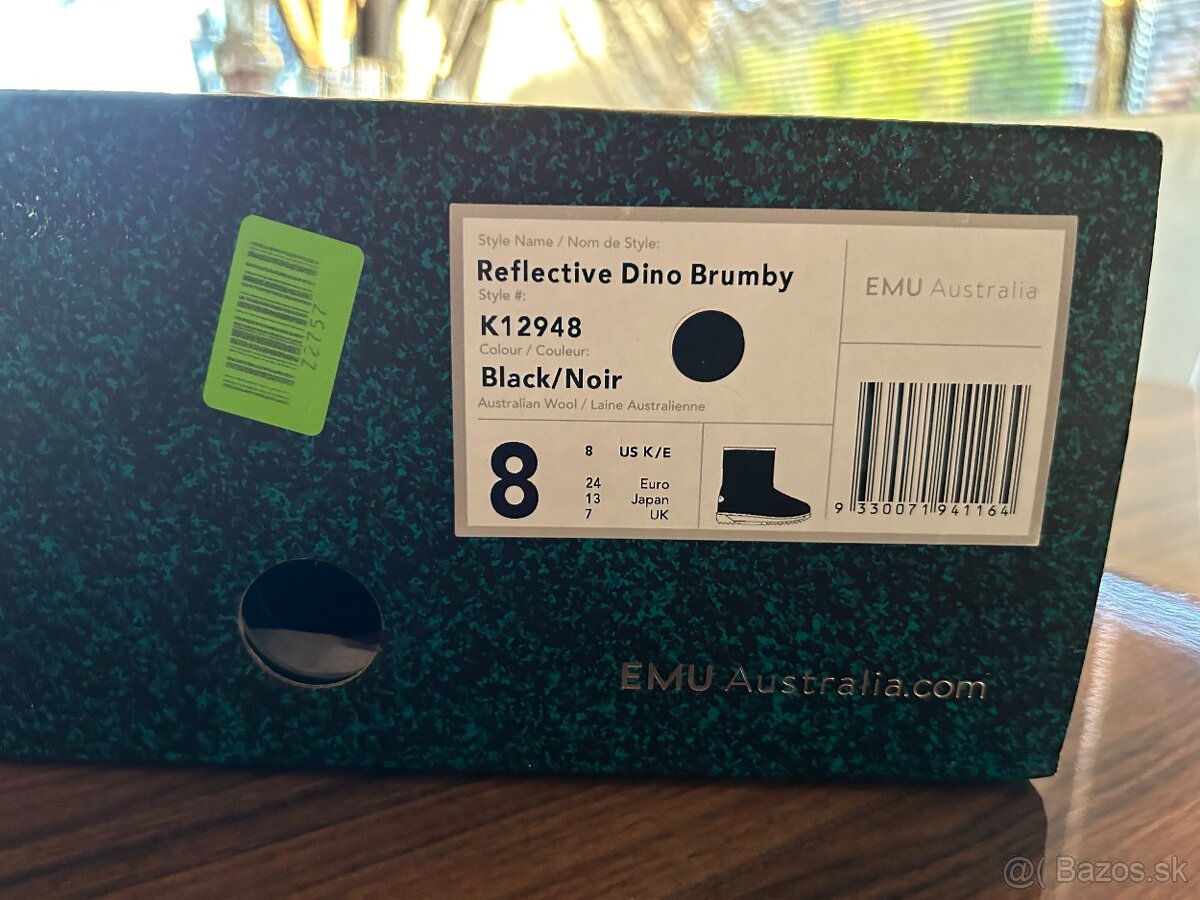 Style Name / Nom de Style:
Reflective Dino Brumby
Style #:
K12948
Colour / Couleur:
Black/Noir
Australian Wool / Laine Australienne
EMU Australia
8
8 US K/E
24 Euro
13 Japan
7 UK
9 330071 941164
Z2757
EMU Australia.com
@( Bazos.sk